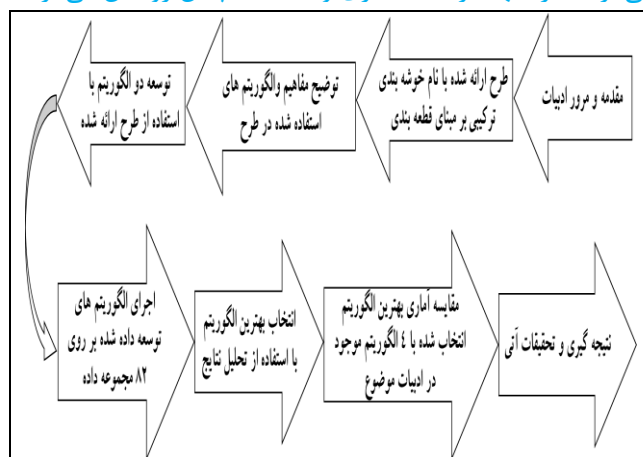 مقدمه و مرور ادبیات
طرح ارائه شده با نام خوشه بندی
ترکیبی بر مبنای قطعه بندی
توضیح مفاهیم والگوریتم های
استفاده شده در طرح
توسعه دو الگوریتم با
استفاده از طرح ارائه شده
اجرای الگوریتم های
توسعه داده شده بر روی
۸۲ مجموعه داده
انتخاب بهترین الگوریتم
با استفاده از تحلیل نتایج
مقایسه آماری بهترین الگوریتم
انتخاب شده با ٤ الگوریتم موجود
در ادبیات موضوع
نتیجه گیری و تحقیقات آتی